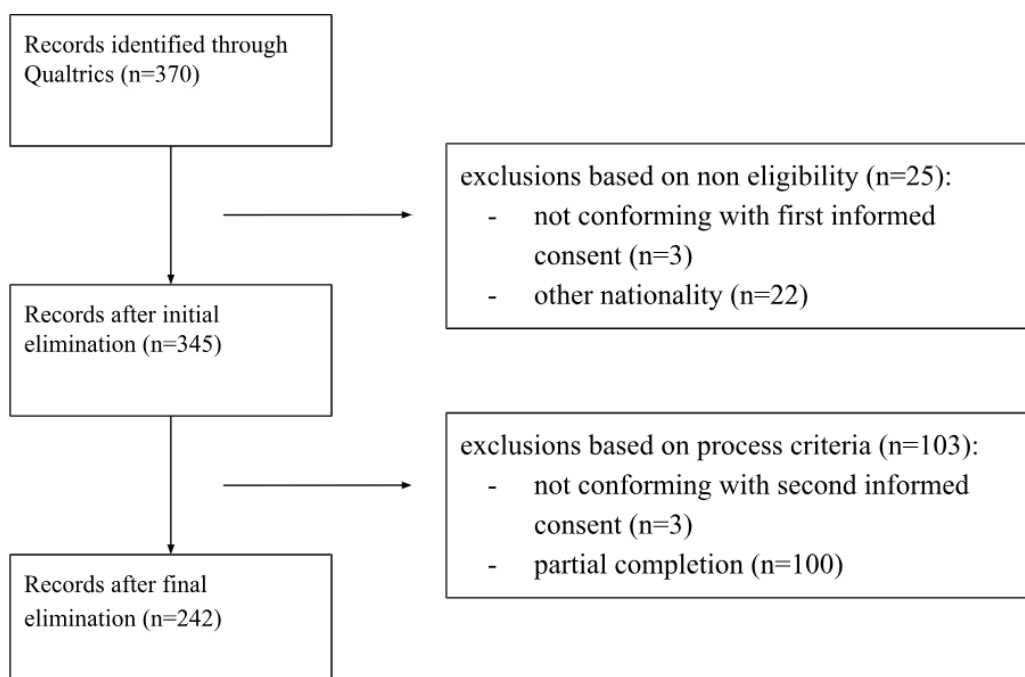 Records identified through
Qualtrics (n=370)
exclusions based on non eligibility (n=25):
- not conforming with first informed
consent (n=3)
- other nationality (n=22)
Records after initial
elimination (n=345)
exclusions based on process criteria (n=103):
- not conforming with second informed
consent (n=3)
- partial completion (n=100)
Records after final
elimination (n=242)